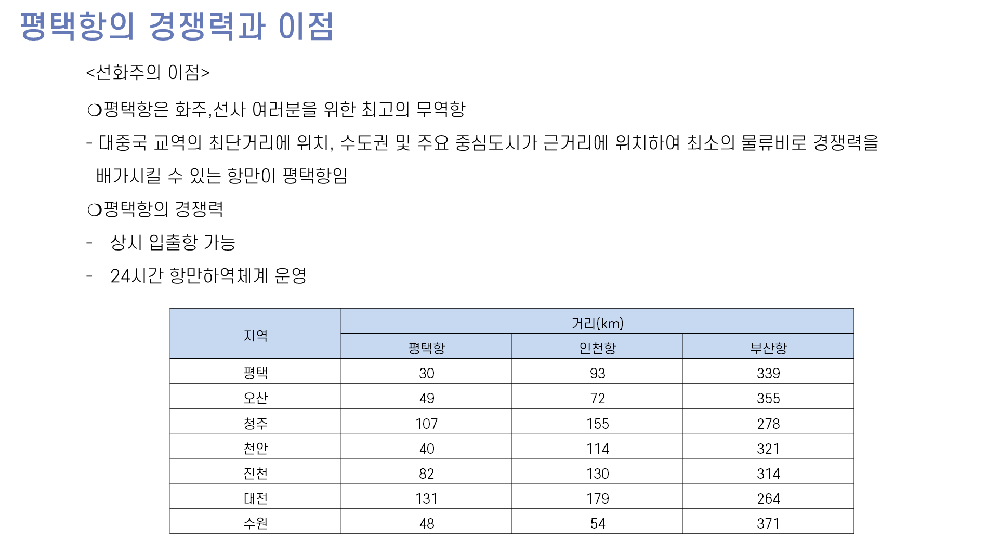 평택항의 경쟁력과 이점
<선화주의 이점>
❍평택항은 화주,선사 여러분을 위한 최고의 무역항
- 대중국 교역의 최단거리에 위치, 수도권 및 주요 중심도시가 근거리에 위치하여 최소의 물류비로 경쟁력을
배가시킬 수 있는 항만이 평택항임
❍평택항의 경쟁력
- 상시 입출항 가능
- 24시간 항만하역체계 운영
지역 거리(km)
평택항 인천항 부산항
평택 30 93 339
오산 49 72 355
청주 107 155 278
천안 40 114 321
진천 82 130 314
대전 131 179 264
수원 48 54 371